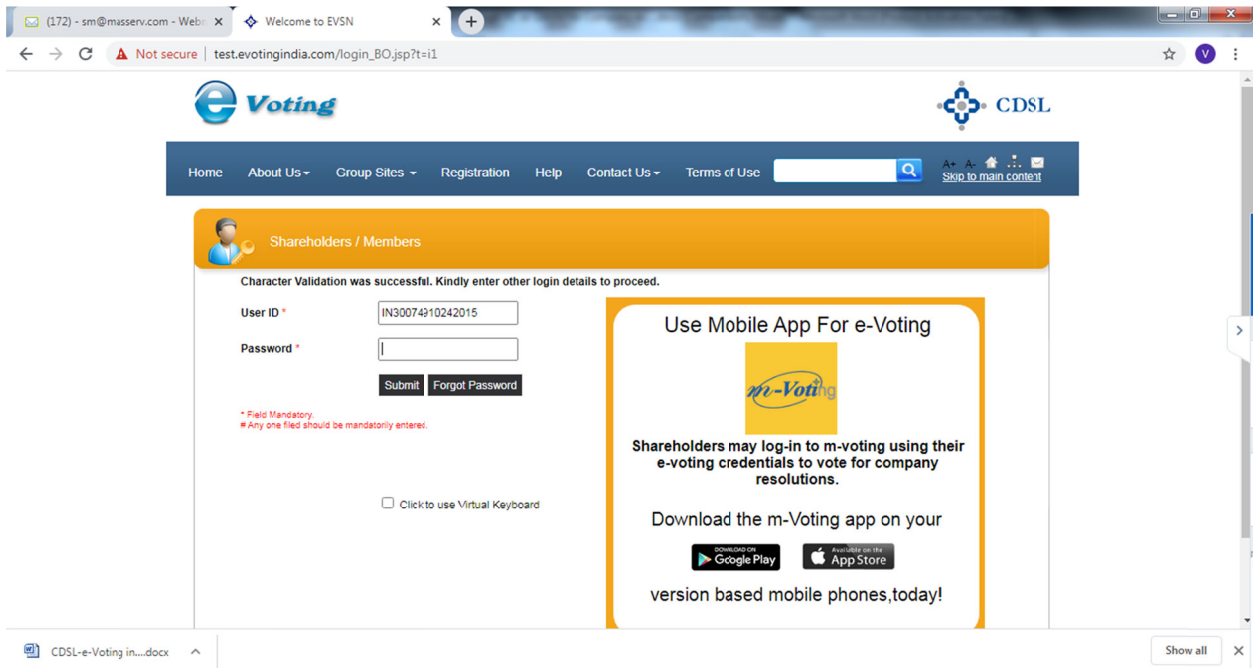 (172) - sm@masserv.com - Webn
Welcome to EVSN
Not secure | test.evotingindia.com/login_BO.jsp?t=i1
V
e Voting
CDSL
Home About Us Group Sites Registration Help Contact Us Terms of Use
A+ A-
Skip to main content
Shareholders / Members
Character Validation was successful. Kindly enter other login details to proceed.
User ID *
IN30074910242015
Password *
Submit Forgot Password
* Field Mandatory.
# Any one filed should be mandatorily entered.
Click to use Virtual Keyboard
Use Mobile App For e-Voting
m-Voting
Shareholders may log-in to m-voting using their
e-voting credentials to vote for company
resolutions.
Download the m-Voting app on your
DOWNLOAD ON
Google Play
Available on the
App Store
version based mobile phones,today!
CDSL-e-Voting in....docx
Show all